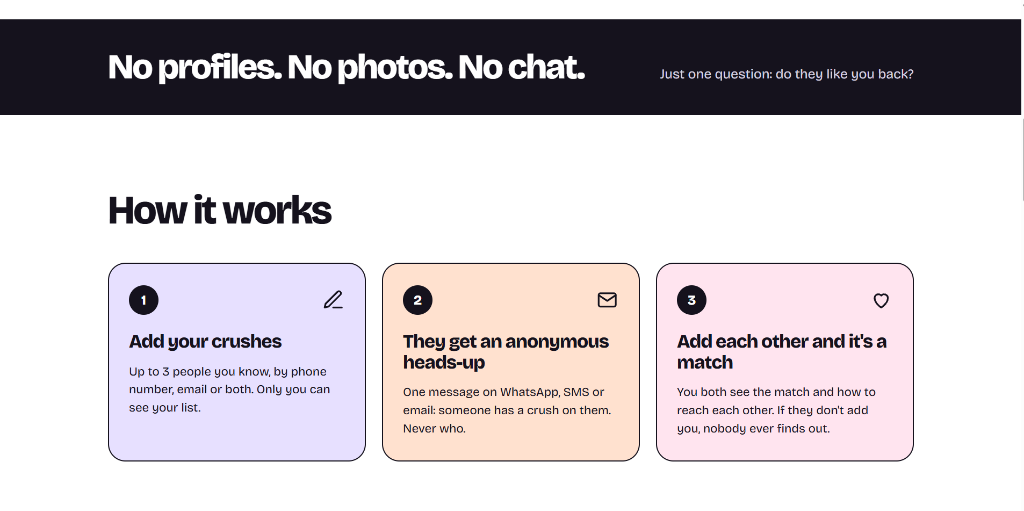 No profiles. No photos. No chat.
Just one question: do they like you back?
How it works
1
Add your crushes
Up to 3 people you know, by phone
number, email or both. Only you can
see your list.
2
They get an anonymous
heads-up
One message on WhatsApp, SMS or
email: someone has a crush on them.
Never who.
3
Add each other and it's a
match
You both see the match and how to
reach each other. If they don't add
you, nobody ever finds out.